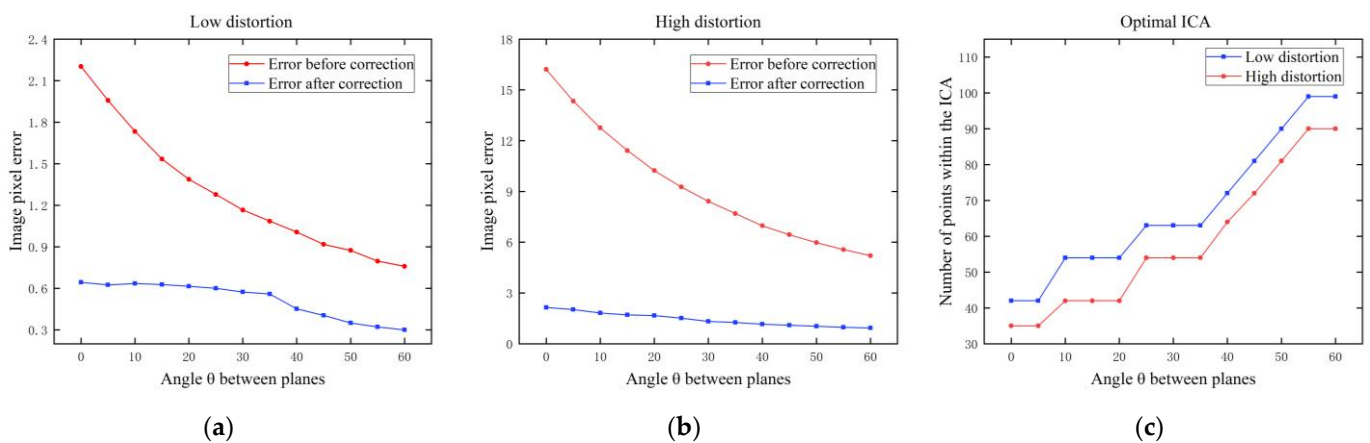 Low distortion
2.4
2.1
1.8
1.5
1.2
0.9
0.6
0.3
Image pixel error
Error before correction
Error after correction
0 10 20 30 40 50 60
Angle θ between planes
(a)
High distortion
18
15
12
9
6
3
0
Image pixel error
Error before correction
Error after correction
0 10 20 30 40 50 60
Angle θ between planes
(b)
Optimal ICA
110
100
90
80
70
60
50
40
30
Number of points within the ICA
Low distortion
High distortion
0 10 20 30 40 50 60
Angle θ between planes
(c)